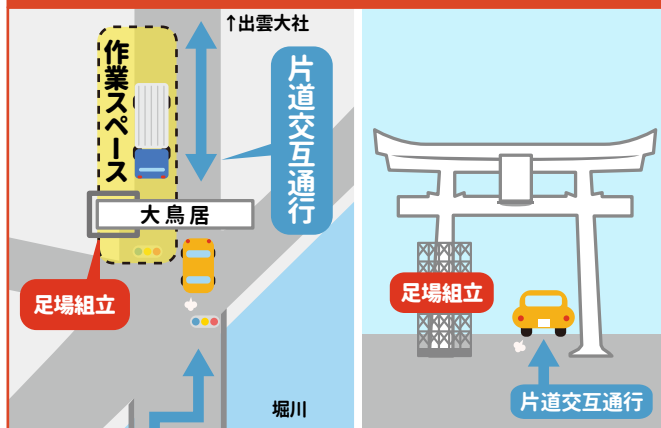 ↑出雲大社
作業スペース
片道交互通行
大鳥居
足場組立
堀川
足場組立
片道交互通行